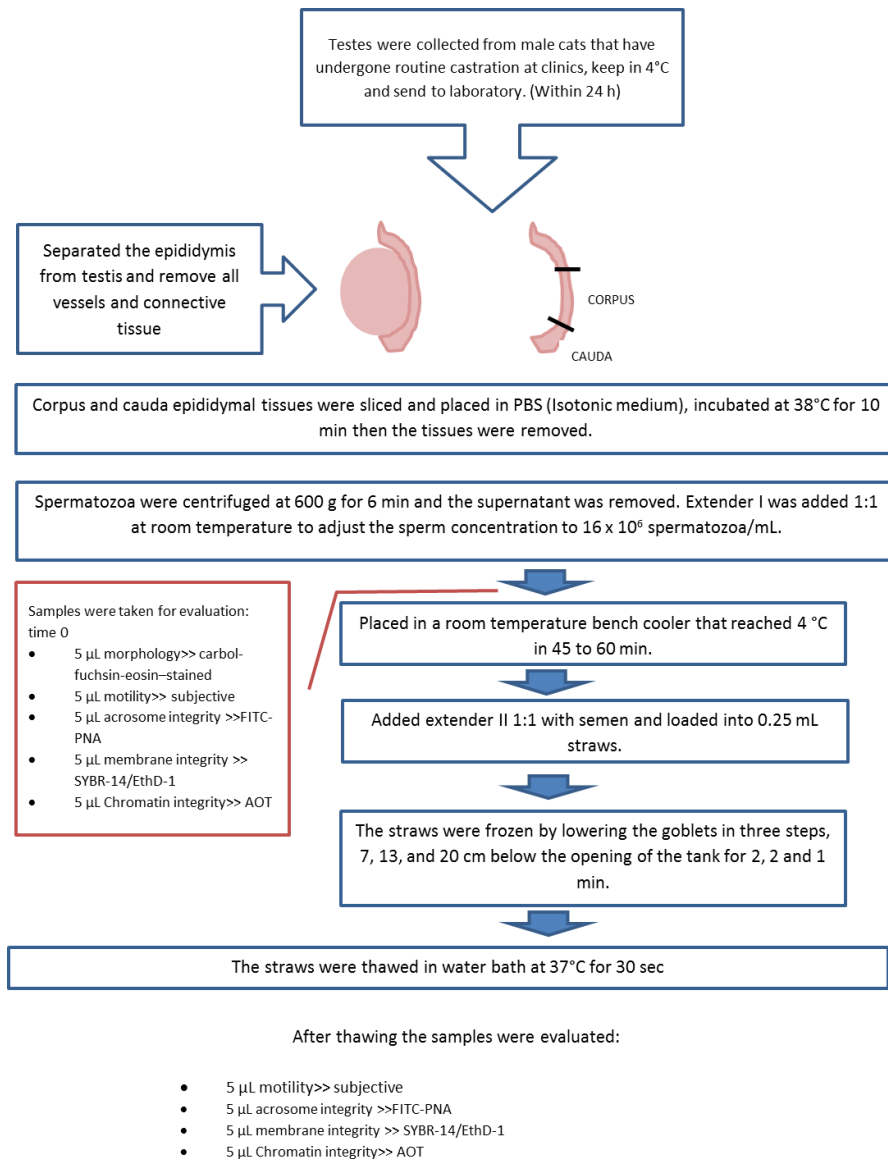 Testes were collected from male cats that have
undergone routine castration at clinics, keep in 4°C
and send to laboratory. (Within 24 h)
Separated the epididymis
from testis and remove all
vessels and connective
tissue
CORPUS
CAUDA
Corpus and cauda epididymal tissues were sliced and placed in PBS (Isotonic medium), incubated at 38°C for 10
min then the tissues were removed.
Spermatozoa were centrifuged at 600 g for 6 min and the supernatant was removed. Extender I was added 1:1
at room temperature to adjust the sperm concentration to 16 x 10⁶ spermatozoa/mL.
Samples were taken for evaluation:
time 0
• 5 µL morphology>> carbol-
fuchsin-eosin–stained
• 5 µL motility>> subjective
• 5 µL acrosome integrity >>FITC-
PNA
• 5 µL membrane integrity >>
SYBR-14/EthD-1
• 5 µL Chromatin integrity>> AOT
Placed in a room temperature bench cooler that reached 4 °C
in 45 to 60 min.
Added extender II 1:1 with semen and loaded into 0.25 mL
straws.
The straws were frozen by lowering the goblets in three steps,
7, 13, and 20 cm below the opening of the tank for 2, 2 and 1
min.
The straws were thawed in water bath at 37°C for 30 sec
After thawing the samples were evaluated:
• 5 µL motility>> subjective
• 5 µL acrosome integrity >>FITC-PNA
• 5 µL membrane integrity >> SYBR-14/EthD-1
• 5 µL Chromatin integrity>> AOT